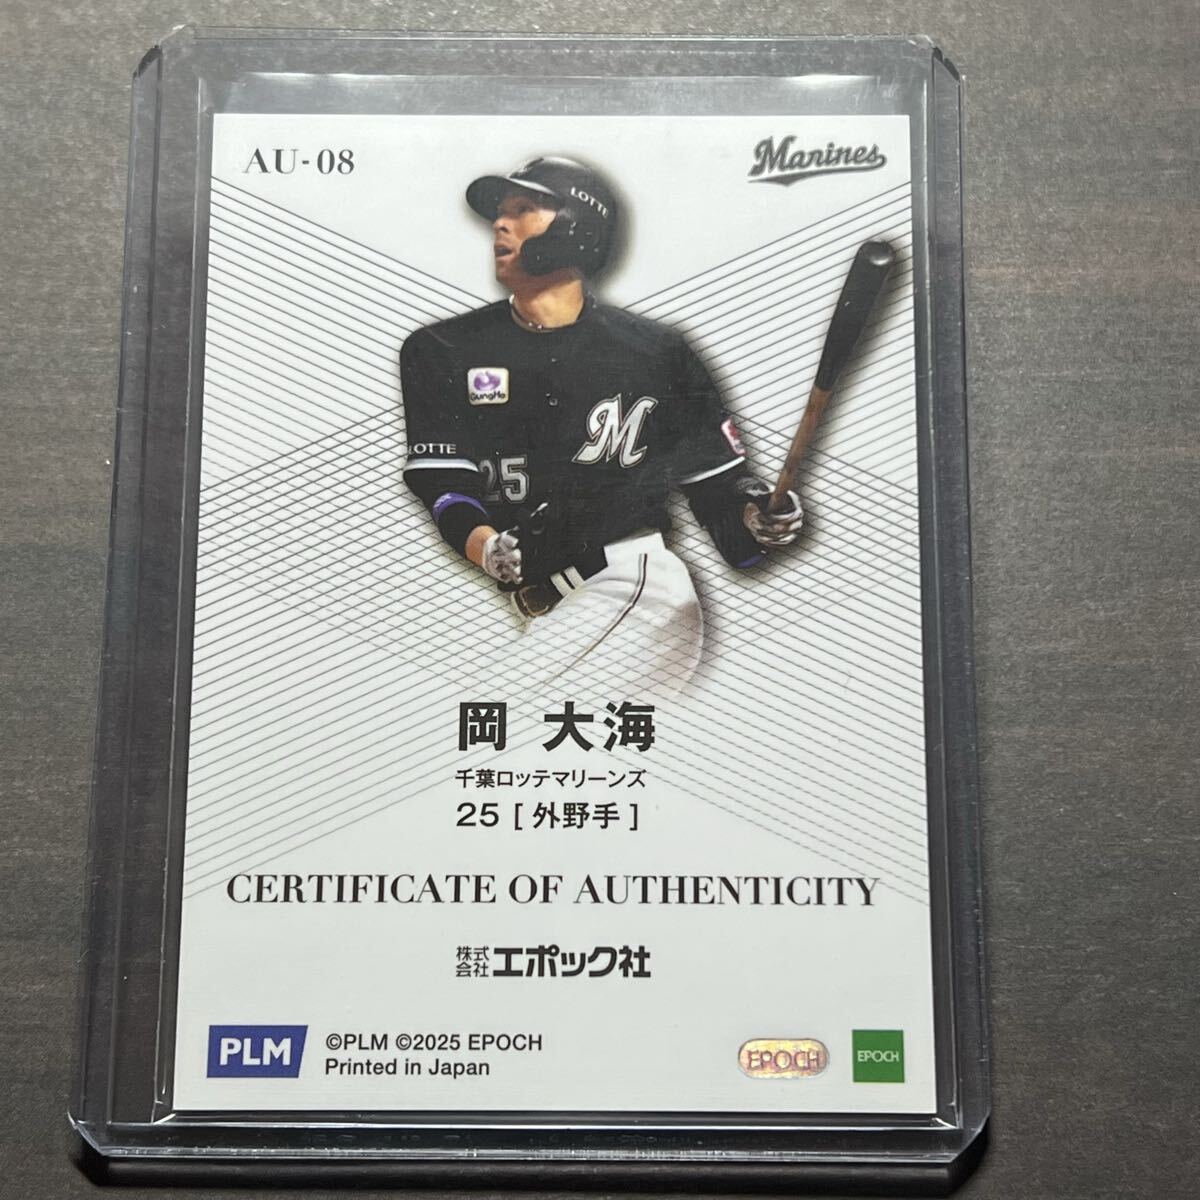 AU-08
Marines
LOTTE
GungHo
M
LOTTE
25
岡 大海
千葉ロッテマリーンズ
25 [ 外野手 ]
CERTIFICATE OF AUTHENTICITY
株式会社エポック社
PLM
©PLM ©2025 EPOCH
Printed in Japan
EPOCH
EPOCH